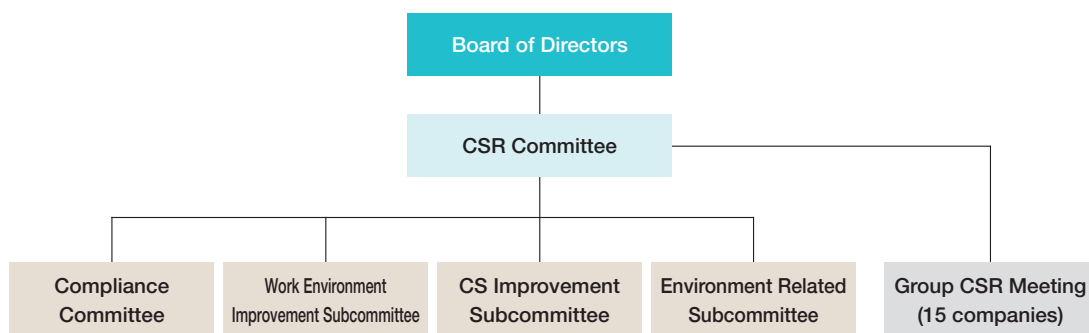 Board of Directors
CSR Committee
Compliance
Committee
Work Environment
Improvement Subcommittee
CS Improvement
Subcommittee
Environment Related
Subcommittee
Group CSR Meeting
(15 companies)